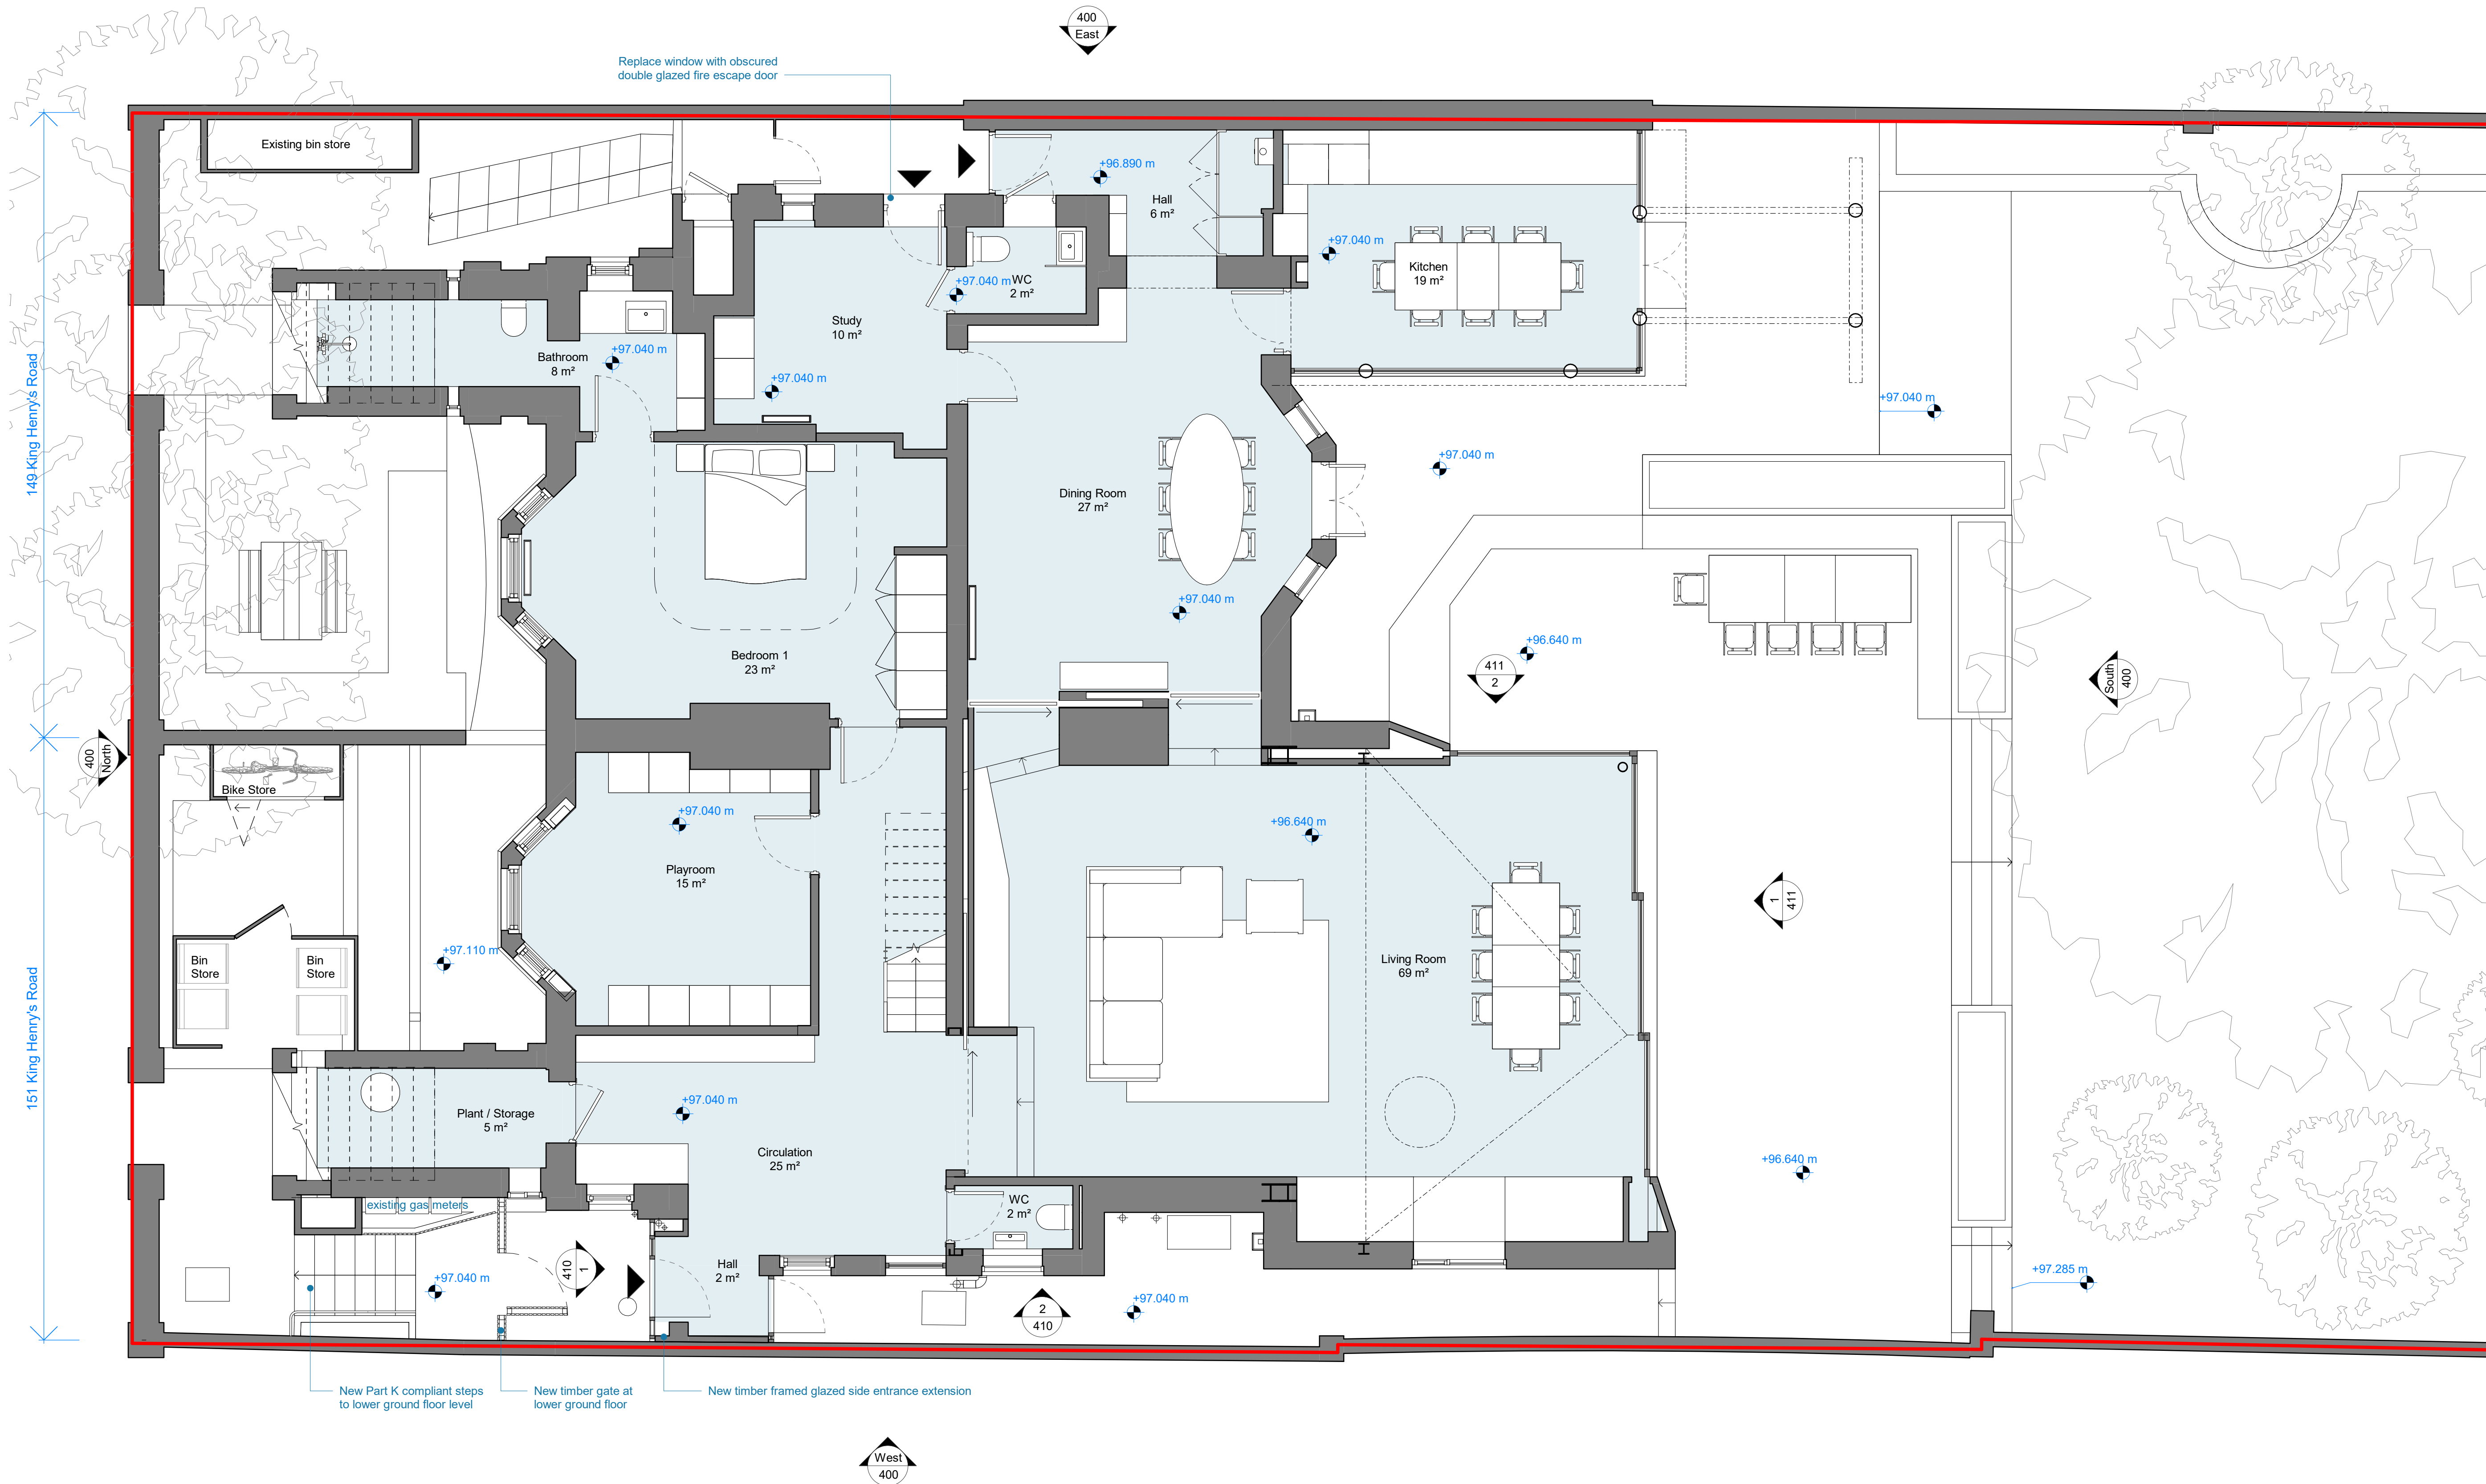 400
East
Replace window with obscured
double glazed fire escape door
Existing bin store
+96.890 m
Hall
6 m²
+97.040 m
Kitchen
19 m²
+97.040 m
WC
2 m²
Study
10 m²
Bathroom
8 m²
+97.040 m
+97.040 m
149 King Henry's Road
+97.040 m
+97.040 m
Dining Room
27 m²
+97.040 m
Bedroom 1
23 m²
+96.640 m
411
2
South
400
400
North
Bike Store
+97.040 m
Playroom
15 m²
+96.640 m
1
411
+97.110 m
Bin
Store
Bin
Store
Living Room
69 m²
151 King Henry's Road
Plant / Storage
5 m²
+97.040 m
Circulation
25 m²
+96.640 m
existing gas meters
WC
2 m²
410
1
Hall
2 m²
+97.040 m
+97.040 m
2
410
+97.285 m
New Part K compliant steps
to lower ground floor level
New timber gate at
lower ground floor
New timber framed glazed side entrance extension
West
400